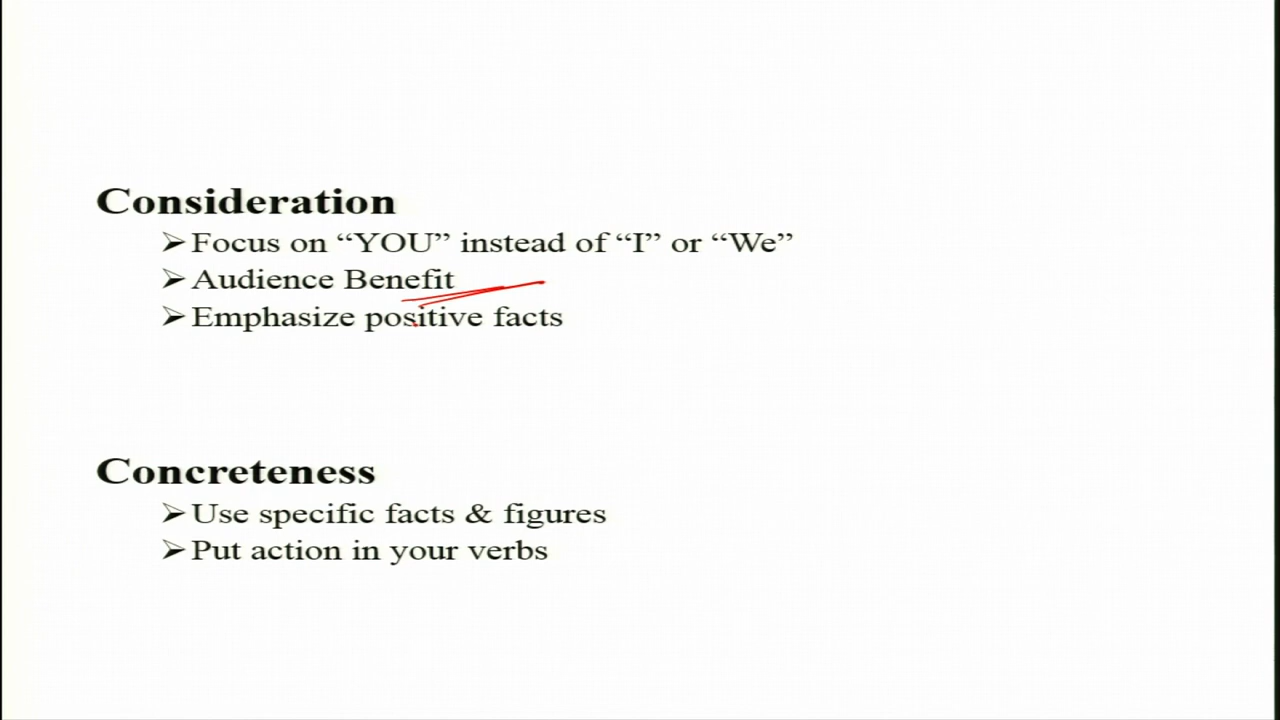 Consideration
➢Focus on “YOU” instead of “I” or “We”
➢Audience Benefit
➢Emphasize positive facts
Concreteness
➢Use specific facts & figures
➢Put action in your verbs